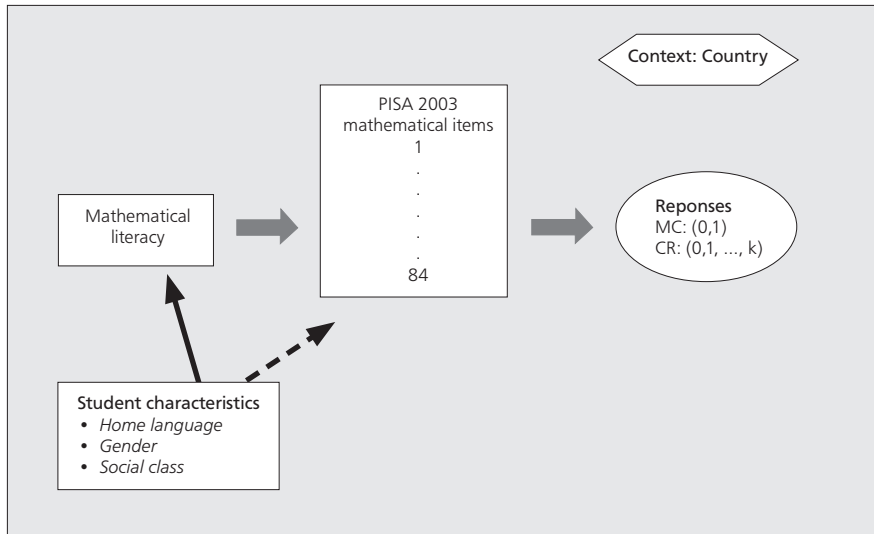 Context: Country
PISA 2003
mathematical items
1
.
.
.
.
.
84
Mathematical
literacy
Reponses
MC: (0,1)
CR: (0,1, ..., k)
Student characteristics
• Home language
• Gender
• Social class